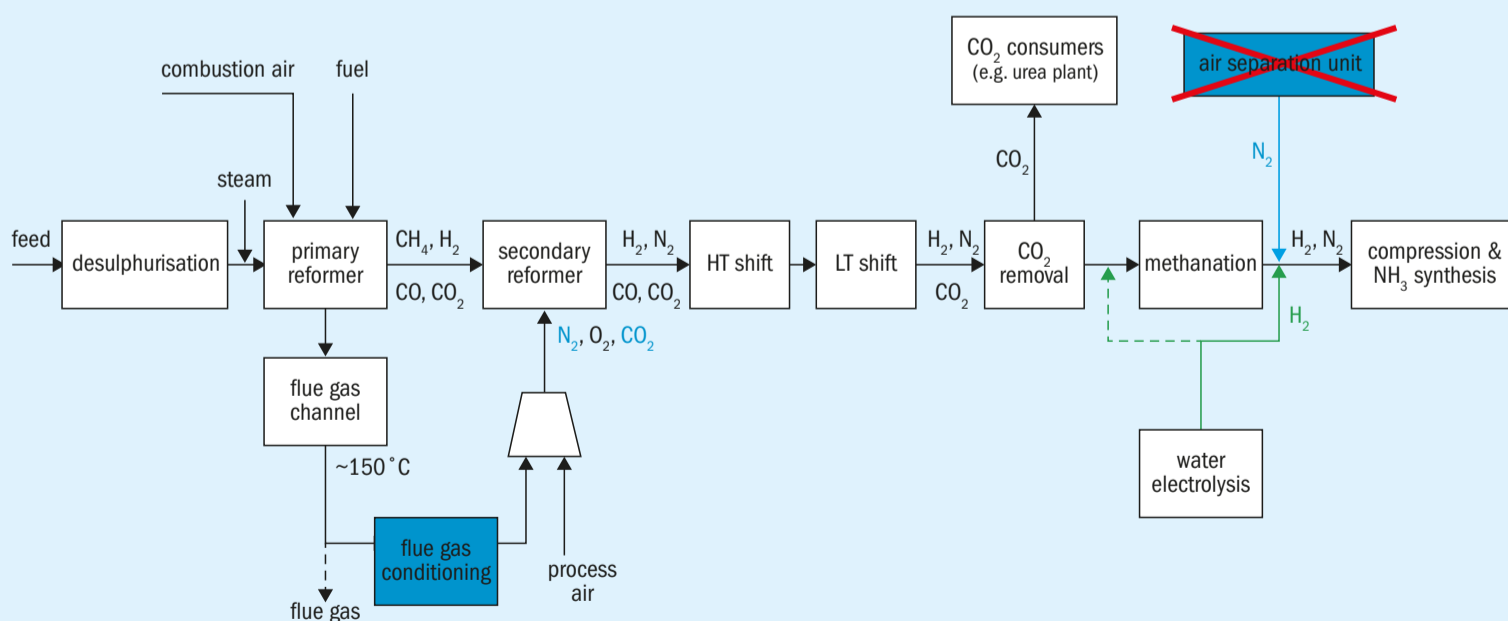 CO₂ consumers
(e.g. urea plant)
air separation unit
combustion air
fuel
steam
CO₂
N₂
feed
desulphurisation
primary
reformer
CH₄, H₂
CO, CO₂
secondary
reformer
H₂, N₂
CO, CO₂
HT shift
LT shift
H₂, N₂
CO₂
CO₂
removal
methanation
H₂, N₂
compression &
NH₃ synthesis
N₂, O₂, CO₂
H₂
flue gas
channel
~150˚C
water
electrolysis
flue gas
conditioning
process
air
flue gas